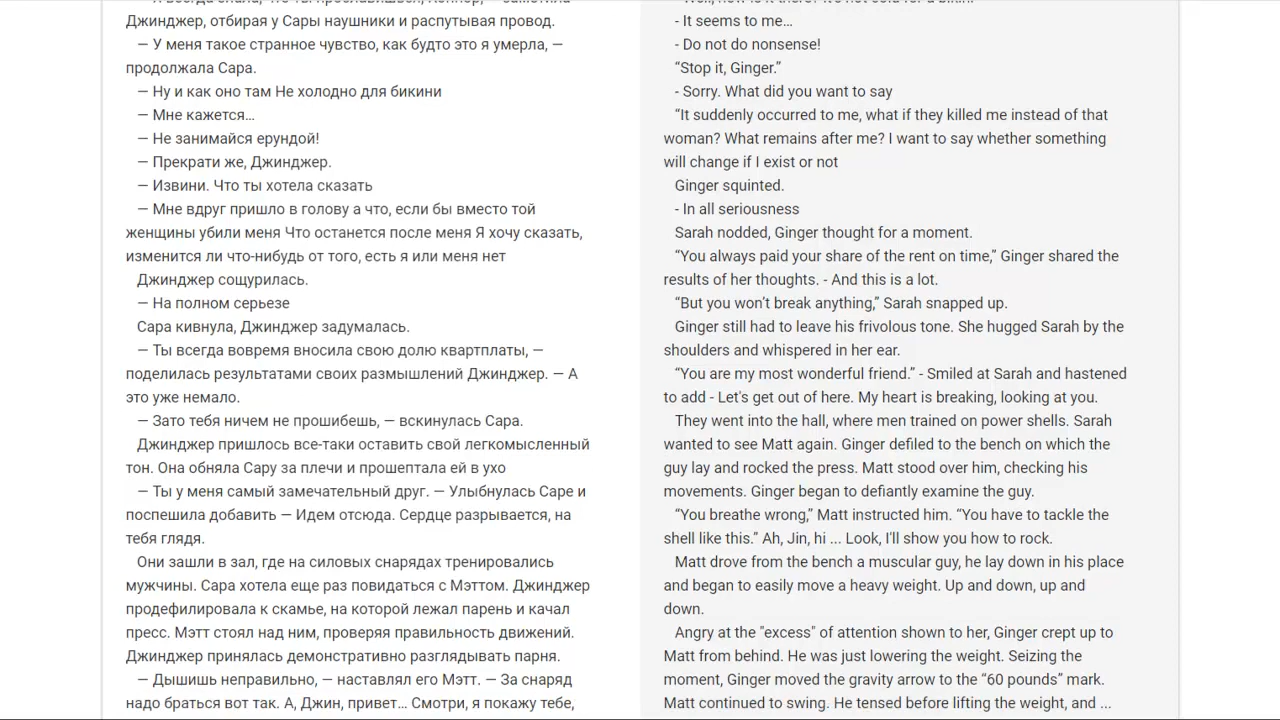 Джинджер, отбирая у Сары наушники и распутывая провод.
— У меня такое странное чувство, как будто это я умерла, —
продолжала Сара.
— Ну и как оно там Не холодно для бикини
— Мне кажется…
— Не занимайся ерундой!
— Прекрати же, Джинджер.
— Извини. Что ты хотела сказать
— Мне вдруг пришло в голову а что, если бы вместо той
женщины убили меня Что останется после меня Я хочу сказать,
изменится ли что-нибудь от того, есть я или меня нет
Джинджер сощурилась.
— На полном серьезе
Сара кивнула, Джинджер задумалась.
— Ты всегда вовремя вносила свою долю квартплаты, —
поделилась результатами своих размышлений Джинджер. — А
это уже немало.
— Зато тебя ничем не прошибешь, — вскинулась Сара.
Джинджер пришлось все-таки оставить свой легкомысленный
тон. Она обняла Сару за плечи и прошептала ей в ухо
— Ты у меня самый замечательный друг. — Улыбнулась Саре и
поспешила добавить — Идем отсюда. Сердце разрывается, на
тебя глядя.
Они зашли в зал, где на силовых снарядах тренировались
мужчины. Сара хотела еще раз повидаться с Мэттом. Джинджер
продефилировала к скамье, на которой лежал парень и качал
пресс. Мэтт стоял над ним, проверяя правильность движений.
Джинджер принялась демонстративно разглядывать парня.
— Дышишь неправильно, — наставлял его Мэтт. — За снаряд
надо браться вот так. А, Джин, привет… Смотри, я покажу тебе,
- It seems to me…
- Do not do nonsense!
“Stop it, Ginger.”
- Sorry. What did you want to say
“It suddenly occurred to me, what if they killed me instead of that
woman? What remains after me? I want to say whether something
will change if I exist or not
Ginger squinted.
- In all seriousness
Sarah nodded, Ginger thought for a moment.
“You always paid your share of the rent on time,” Ginger shared the
results of her thoughts. - And this is a lot.
“But you won’t break anything,” Sarah snapped up.
Ginger still had to leave his frivolous tone. She hugged Sarah by the
shoulders and whispered in her ear.
“You are my most wonderful friend.” - Smiled at Sarah and hastened
to add - Let's get out of here. My heart is breaking, looking at you.
They went into the hall, where men trained on power shells. Sarah
wanted to see Matt again. Ginger defiled to the bench on which the
guy lay and rocked the press. Matt stood over him, checking his
movements. Ginger began to defiantly examine the guy.
“You breathe wrong,” Matt instructed him. “You have to tackle the
shell like this.” Ah, Jin, hi ... Look, I’ll show you how to rock.
Matt drove from the bench a muscular guy, he lay down in his place
and began to easily move a heavy weight. Up and down, up and
down.
Angry at the "excess" of attention shown to her, Ginger crept up to
Matt from behind. He was just lowering the weight. Seizing the
moment, Ginger moved the gravity arrow to the “60 pounds” mark.
Matt continued to swing. He tensed before lifting the weight, and ...